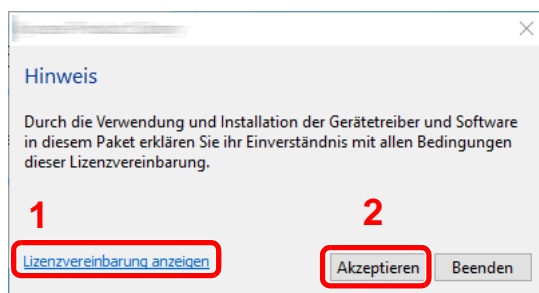 Hinweis
Durch die Verwendung und Installation der Gerätetreiber und Software
in diesem Paket erklären Sie ihr Einverständnis mit allen Bedingungen
dieser Lizenzvereinbarung.
1
2
Lizenzvereinbarung anzeigen
Akzeptieren
Beenden